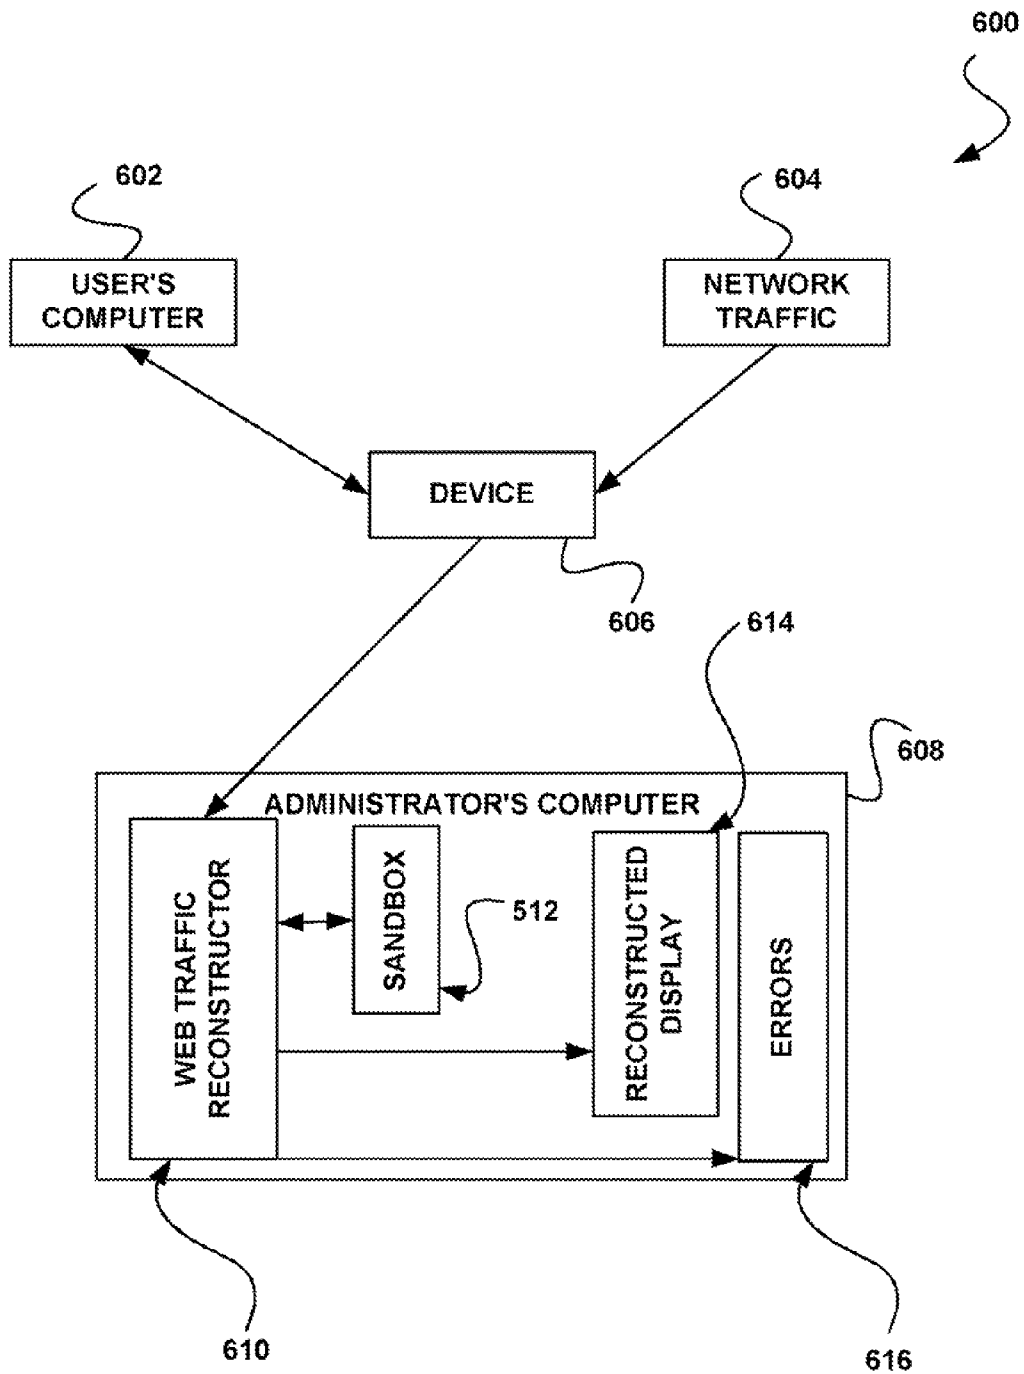 600
602
604
USER'S
COMPUTER
NETWORK
TRAFFIC
DEVICE
606
614
608
ADMINISTRATOR'S COMPUTER
WEB TRAFFIC
RECONSTRUCTOR
SANDBOX
512
RECONSTRUCTED
DISPLAY
ERRORS
610
616